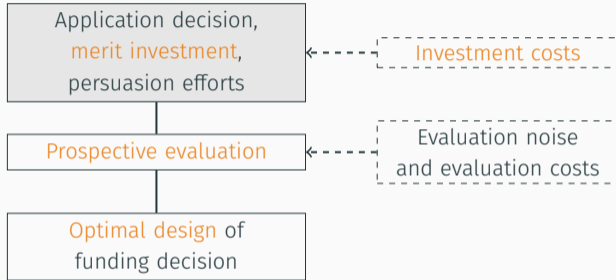 Application decision,
merit investment,
persuasion efforts
Investment costs
Prospective evaluation
Evaluation noise
and evaluation costs
Optimal design of
funding decision